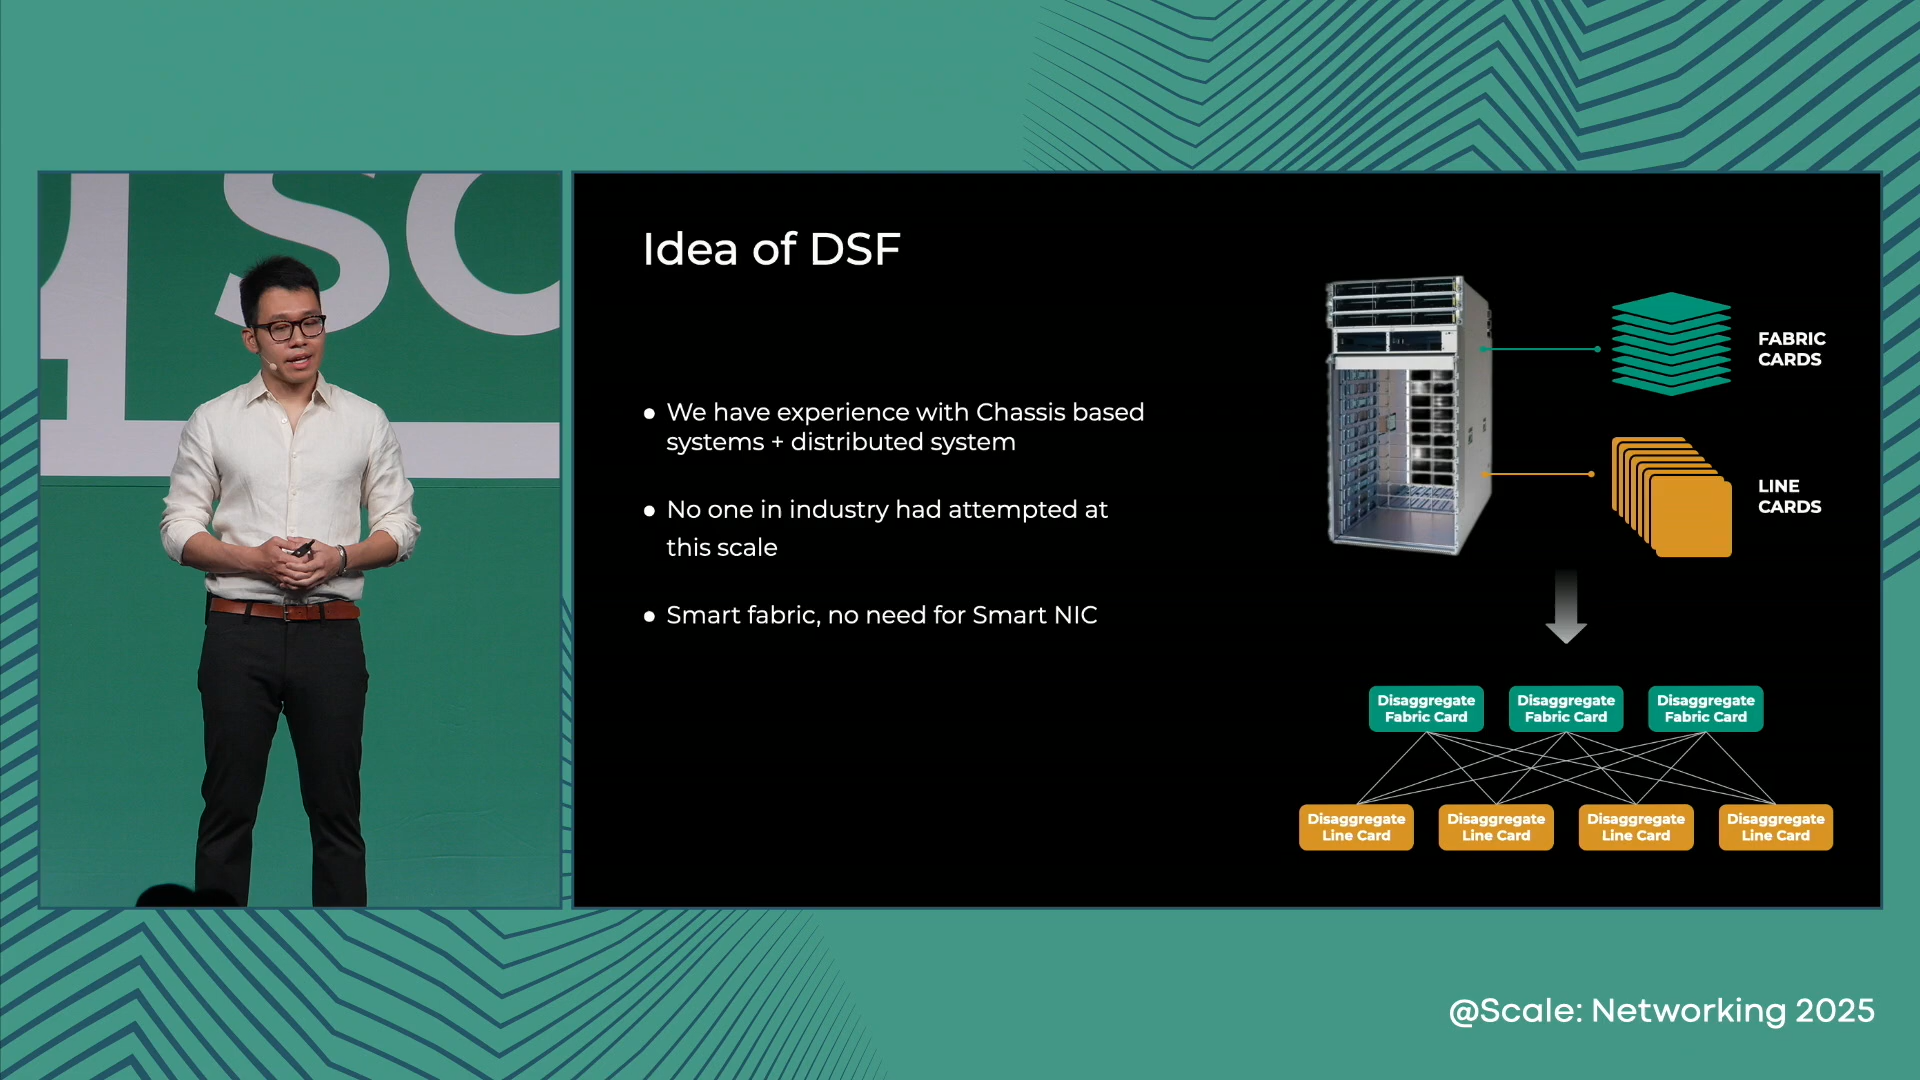 sc
Idea of DSF
● We have experience with Chassis based
systems + distributed system
● No one in industry had attempted at
this scale
● Smart fabric, no need for Smart NIC
FABRIC
CARDS
LINE
CARDS
Disaggregate
Fabric Card
Disaggregate
Fabric Card
Disaggregate
Fabric Card
Disaggregate
Line Card
Disaggregate
Line Card
Disaggregate
Line Card
Disaggregate
Line Card
@Scale: Networking 2025